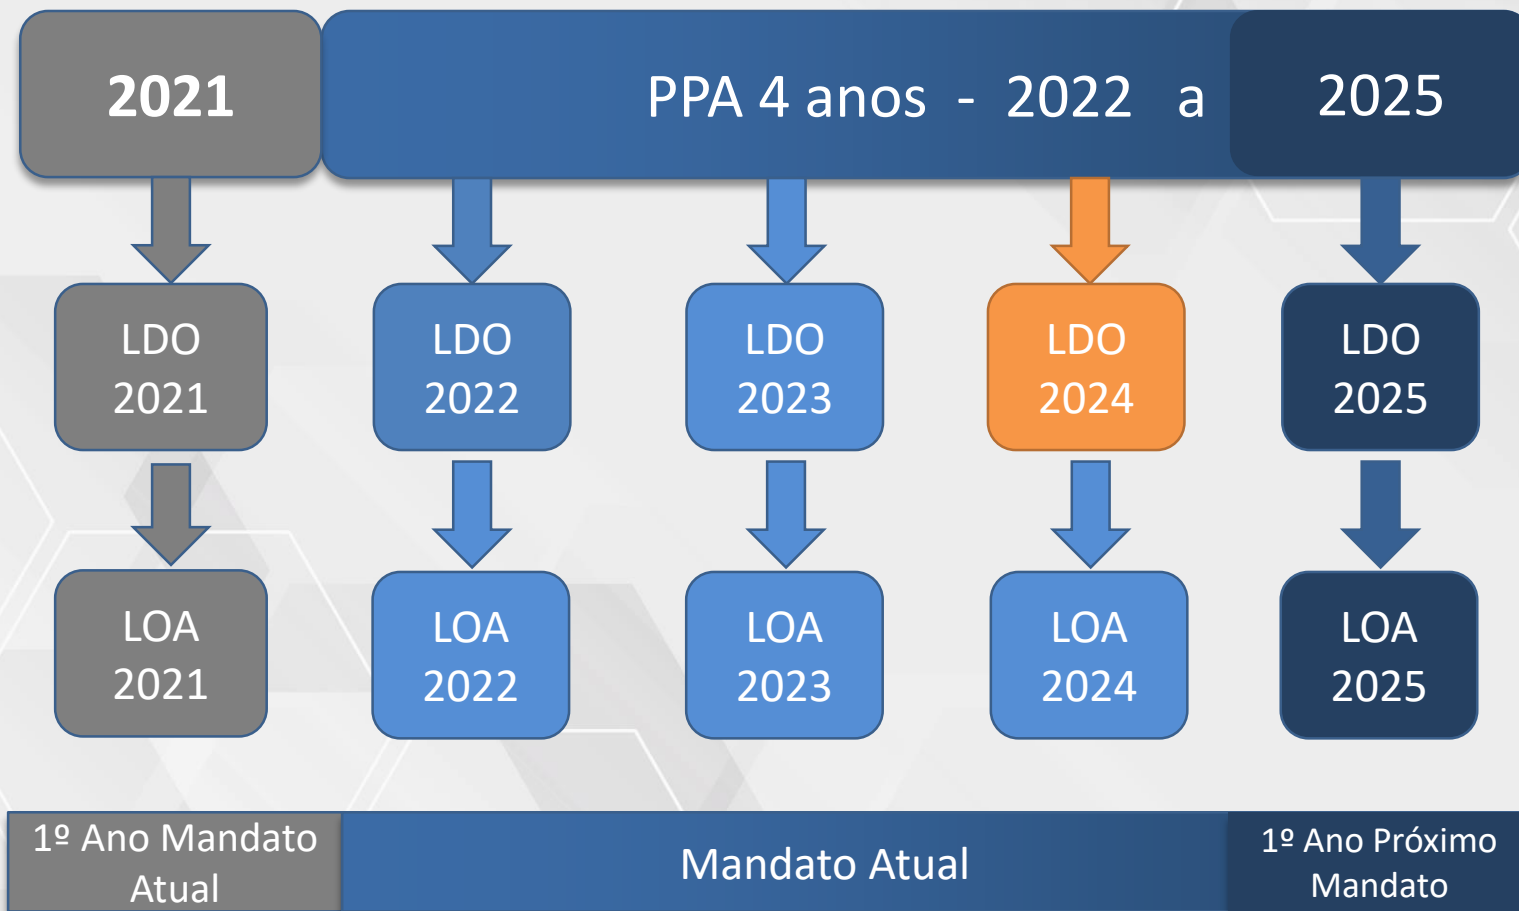 2021
PPA 4 anos - 2022 a 2025
LDO
2021
LDO
2022
LDO
2023
LDO
2024
LDO
2025
LOA
2021
LOA
2022
LOA
2023
LOA
2024
LOA
2025
1º Ano Mandato
Atual
Mandato Atual
1º Ano Próximo
Mandato